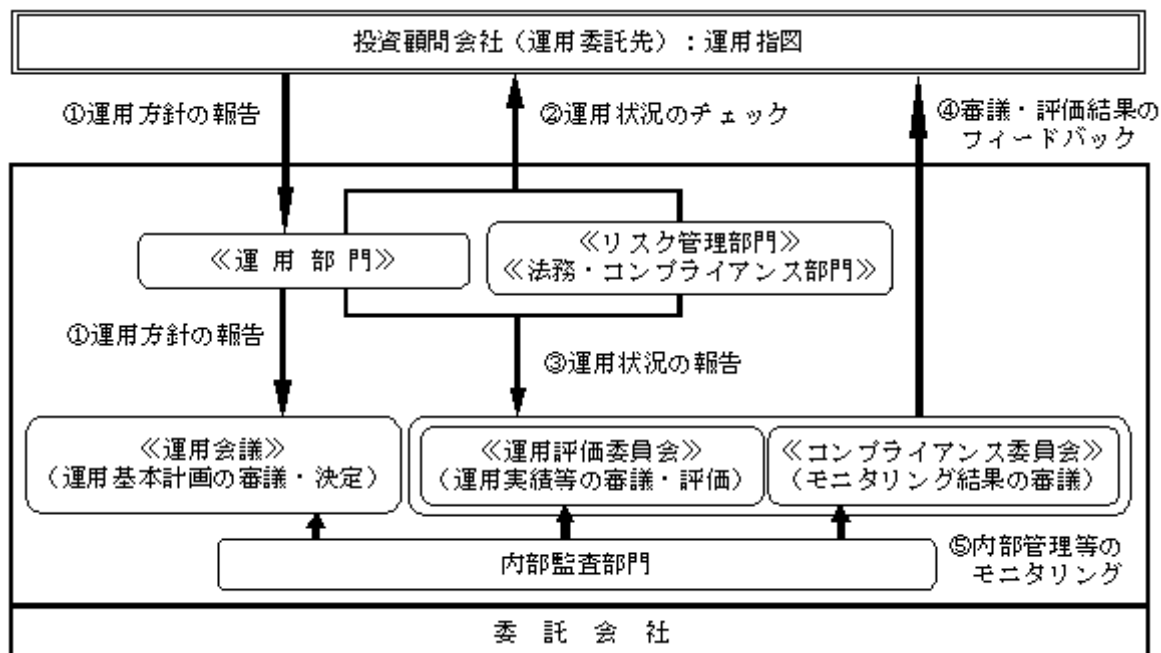 投資顧問会社（運用委託先）：運用指図
①運用方針の報告
②運用状況のチェック
④審議・評価結果の
フィードバック
≪運 用 部 門≫
≪リスク管理部門≫
≪法務・コンプライアンス部門≫
①運用方針の報告
③運用状況の報告
≪運用会議≫
（運用基本計画の審議・決定）
≪運用評価委員会≫
（運用実績等の審議・評価）
≪コンプライアンス委員会≫
（モニタリング結果の審議）
内部監査部門
⑤内部管理等の
モニタリング
委 託 会 社